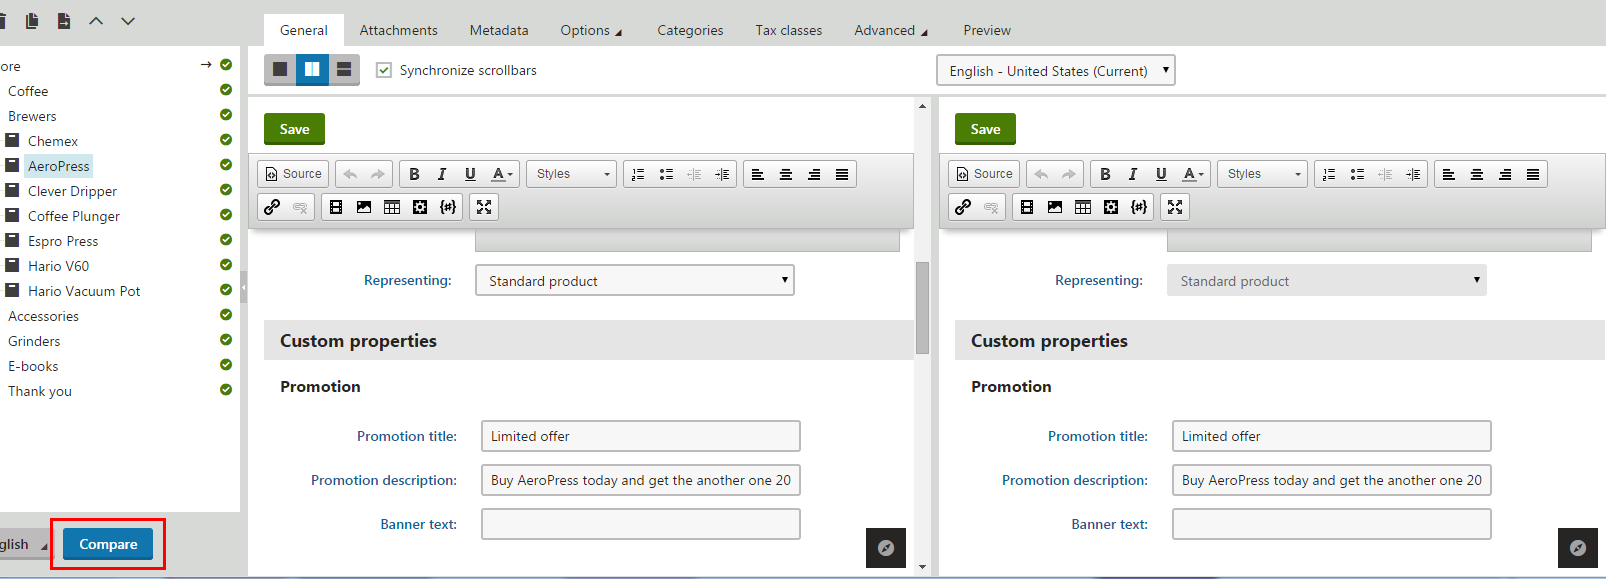 General Attachments Metadata Options Categories Tax classes Advanced Preview
Synchronize scrollbars English - United States (Current)
ore
Coffee
Brewers
Chemex
AeroPress
Clever Dripper
Coffee Plunger
Espro Press
Hario V60
Hario Vacuum Pot
Accessories
Grinders
E-books
Thank you
glish Compare
Save
Source B I U A Styles
Representing: Standard product
Custom properties
Promotion
Promotion title: Limited offer
Promotion description: Buy AeroPress today and get the another one 20
Banner text:
Save
Source B I U A Styles
Representing: Standard product
Custom properties
Promotion
Promotion title: Limited offer
Promotion description: Buy AeroPress today and get the another one 20
Banner text: